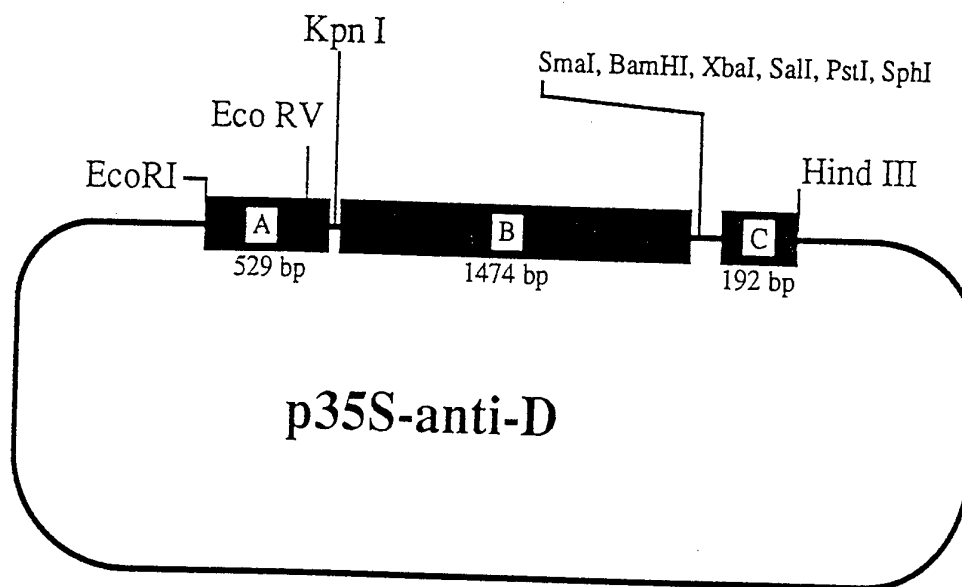 Kpn I
SmaI, BamHI, XbaI, SalI, PstI, SphI
Eco RV
EcoRI
Hind III
A
B
C
529 bp
1474 bp
192 bp
p35S-anti-D